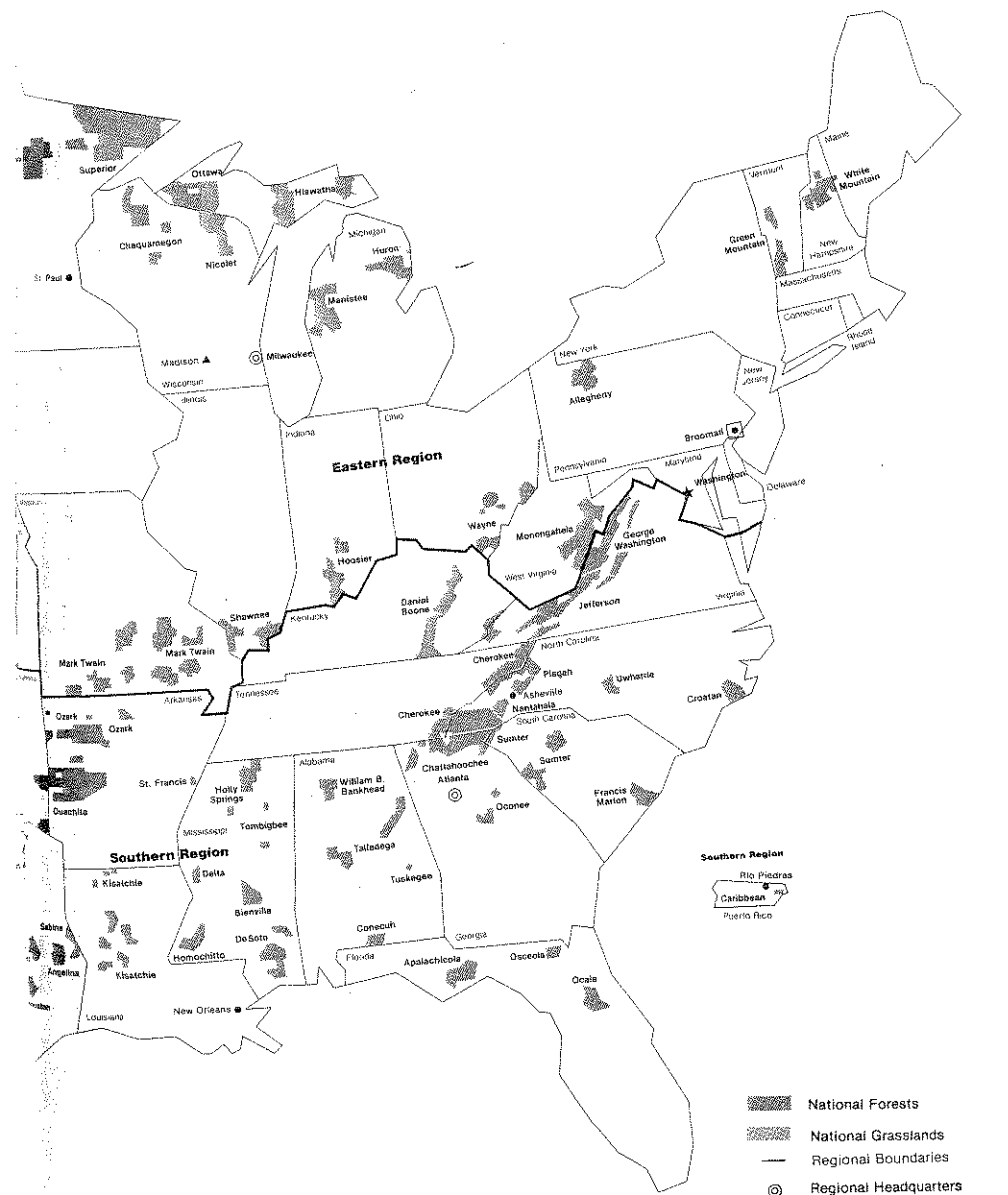 Superior
Ottawa
Hiawatha
Chequamegon
Nicolet
St Paul
Michigan
Huron
Manistee
Madison
Milwaukee
Wisconsin
Indiana
Ohio
Eastern Region
Maine
Vermont
White
Mountain
Green
Mountain
New
Hampshire
Massachusetts
Connecticut
Rhode
Island
New York
New
Jersey
Allegheny
Broomall
Pennsylvania
Maryland
Washington
Delaware
Wayne
Monongahela
George
Washington
Hoosier
West Virginia
Jefferson
Virginia
Daniel
Boone
Shawnee
Kentucky
Mark Twain
Mark Twain
North Carolina
Cherokee
Pisgah
Uwharrie
Asheville
Nantahala
Croatan
Tennessee
Arkansas
Cherokee
South Carolina
Ozark
Ozark
Sumter
Sumter
Alabama
Chattahoochee
Atlanta
St. Francis
Holly
Springs
William B.
Bankhead
Francis
Marion
Oconee
Ouachita
Mississippi
Tombigbee
Talladega
Southern Region
Tuskegee
Delta
Kisatchie
Bienville
Southern Region
Rio Piedras
Caribbean
Puerto Rico
Sabine
Conecuh
DeSoto
Georgia
Homochitto
Florida
Apalachicola
Osceola
Angelina
Kisatchie
Ocala
New Orleans
Louisiana
National Forests
National Grasslands
Regional Boundaries
Regional Headquarters